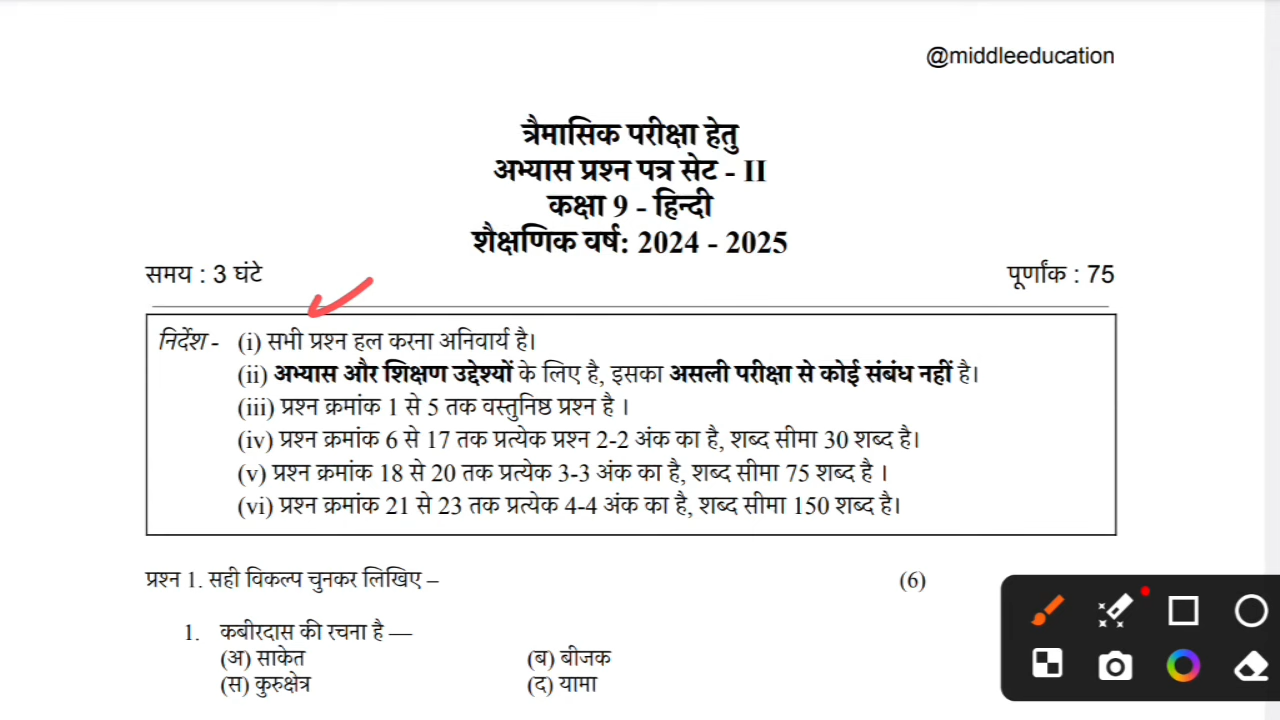 @middleeducation
त्रैमासिक परीक्षा हेतु
अभ्यास प्रश्न पत्र सेट - II
कक्षा 9 - हिन्दी
शैक्षणिक वर्ष: 2024 - 2025
समय : 3 घंटे पूर्णांक : 75
निर्देश - (i) सभी प्रश्न हल करना अनिवार्य है।
(ii) अभ्यास और शिक्षण उद्देश्यों के लिए है, इसका असली परीक्षा से कोई संबंध नहीं है।
(iii) प्रश्न क्रमांक 1 से 5 तक वस्तुनिष्ठ प्रश्न है ।
(iv) प्रश्न क्रमांक 6 से 17 तक प्रत्येक प्रश्न 2-2 अंक का है, शब्द सीमा 30 शब्द है।
(v) प्रश्न क्रमांक 18 से 20 तक प्रत्येक 3-3 अंक का है, शब्द सीमा 75 शब्द है ।
(vi) प्रश्न क्रमांक 21 से 23 तक प्रत्येक 4-4 अंक का है, शब्द सीमा 150 शब्द है।
प्रश्न 1. सही विकल्प चुनकर लिखिए – (6)
1. कबीरदास की रचना है —
(अ) साकेत (ब) बीजक
(स) कुरुक्षेत्र (द) यामा